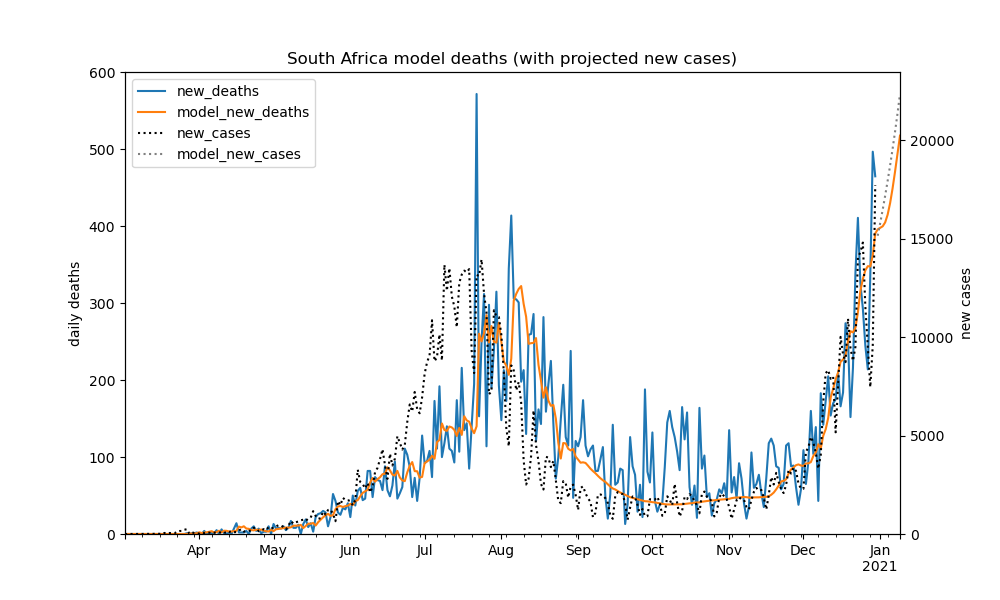 South Africa model deaths (with projected new cases)
new_deaths
model_new_deaths
new_cases
model_new_cases
600
500
400
300
200
100
0
daily deaths
20000
15000
10000
5000
0
new cases
Apr May Jun Jul Aug Sep Oct Nov Dec Jan
2021